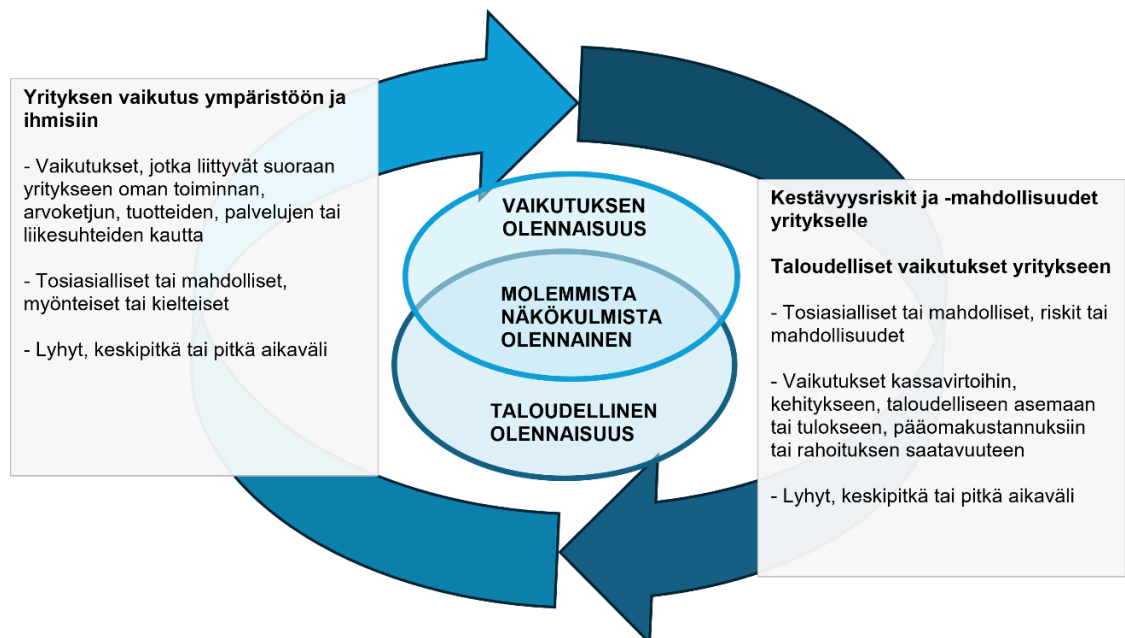 Yrityksen vaikutus ympäristöön ja
ihmisiin
- Vaikutukset, jotka liittyvät suoraan
yritykseen oman toiminnan,
arvoketjun, tuotteiden, palvelujen tai
liikesuhteiden kautta
- Tosiasialliset tai mahdolliset,
myönteiset tai kielteiset
- Lyhyt, keskipitkä tai pitkä aikaväli
VAIKUTUKSEN
OLENNAISUUS
MOLEMMISTA
NÄKÖKULMISTA
OLENNAINEN
TALOUDELLINEN
OLENNAISUUS
Kestävyysriskit ja -mahdollisuudet
yritykselle
Taloudelliset vaikutukset yritykseen
- Tosiasialliset tai mahdolliset, riskit tai
mahdollisuudet
- Vaikutukset kassavirtoihin,
kehitykseen, taloudelliseen asemaan
tai tulokseen, pääomakustannuksiin
tai rahoituksen saatavuuteen
- Lyhyt, keskipitkä tai pitkä aikaväli